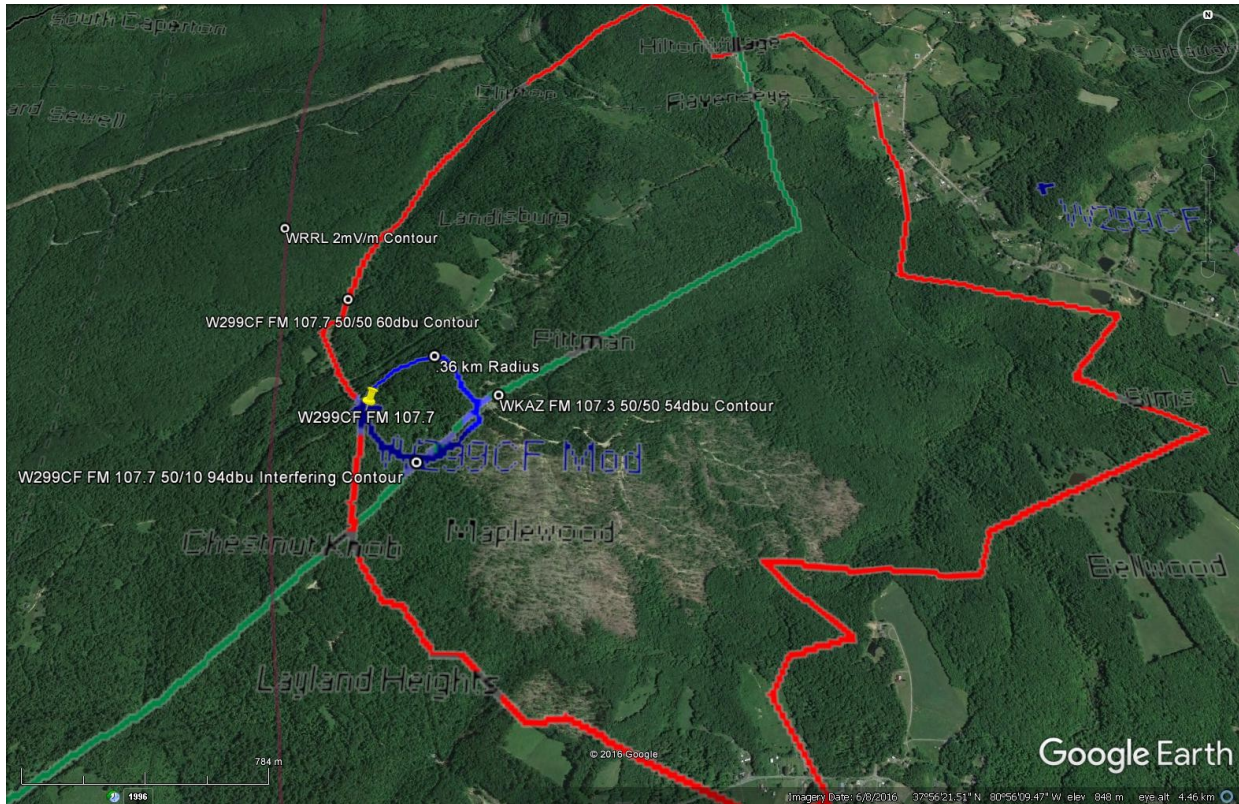 South Caperton
N
Hilton Village
Clifton
Ravenseye
ard Sewell
Landisburg
W299CF
WRRL 2mV/m Contour
W299CF FM 107.7 50/50 60dbu Contour
Pittman
.36 km Radius
Sims
L
WKAZ FM 107.3 50/50 54dbu Contour
W299CF FM 107.7
W299CF Mod
W299CF FM 107.7 50/10 94dbu Interfering Contour
Maplewood
Chestnut Knob
Bellwood
Layland Heights
© 2016 Google
Google Earth
784 m
1996
Imagery Date: 6/8/2016 37°56'21.51" N 80°56'09.47" W elev 848 m eye alt 4.46 km